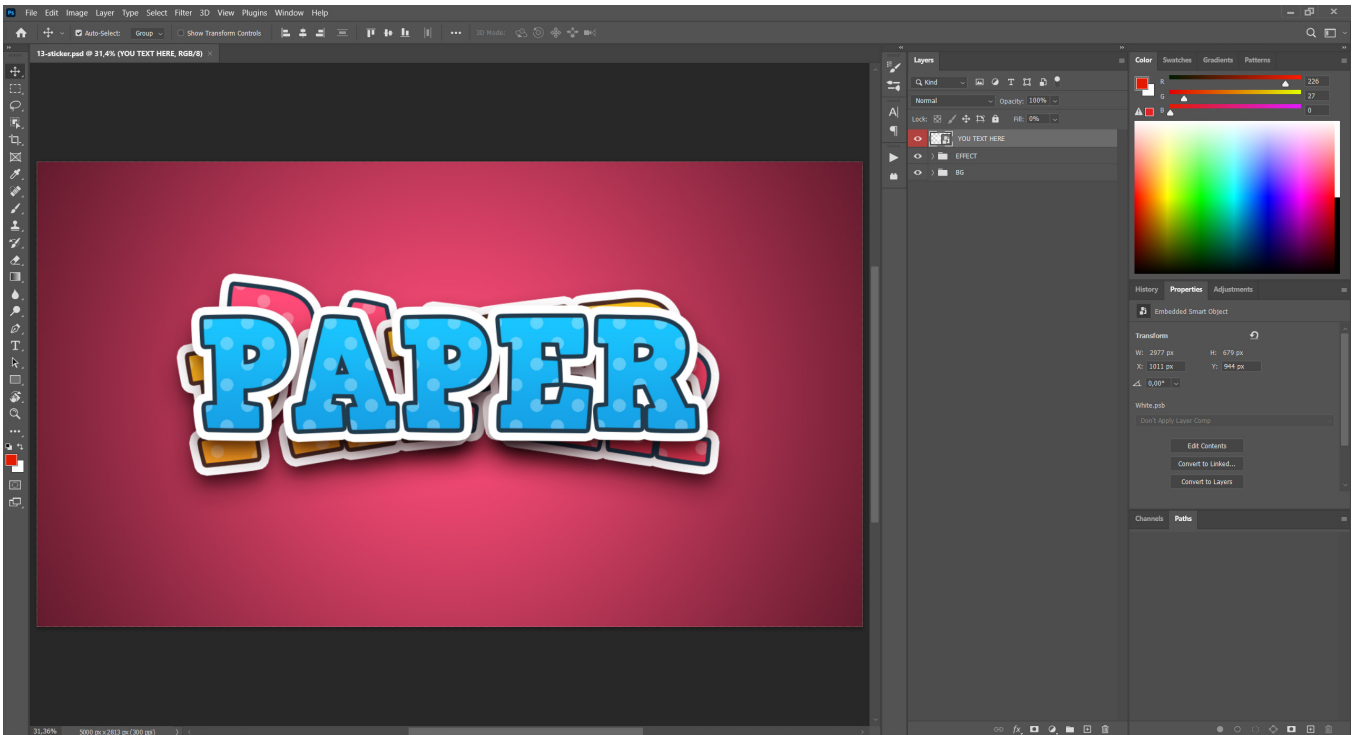 Ps File Edit Image Layer Type Select Filter 3D View Plugins Window Help
Auto-Select: Group Show Transform Controls 3D Mode:
13-sticker.psd @ 31,4% (YOU TEXT HERE, RGB/8) ×
PAPER
31,36% 5000 px x 2813 px (300 ppi)
Layers
Kind
Normal Opacity: 100%
Lock: Fill: 0%
YOU TEXT HERE
EFFECT
BG
Color Swatches Gradients Patterns
R 226
G 27
B 0
History Properties Adjustments
Embedded Smart Object
Transform
W: 2977 px H: 679 px
X: 1011 px Y: 944 px
0,00°
White.psb
Don't Apply Layer Comp
Edit Contents
Convert to Linked...
Convert to Layers
Channels Paths